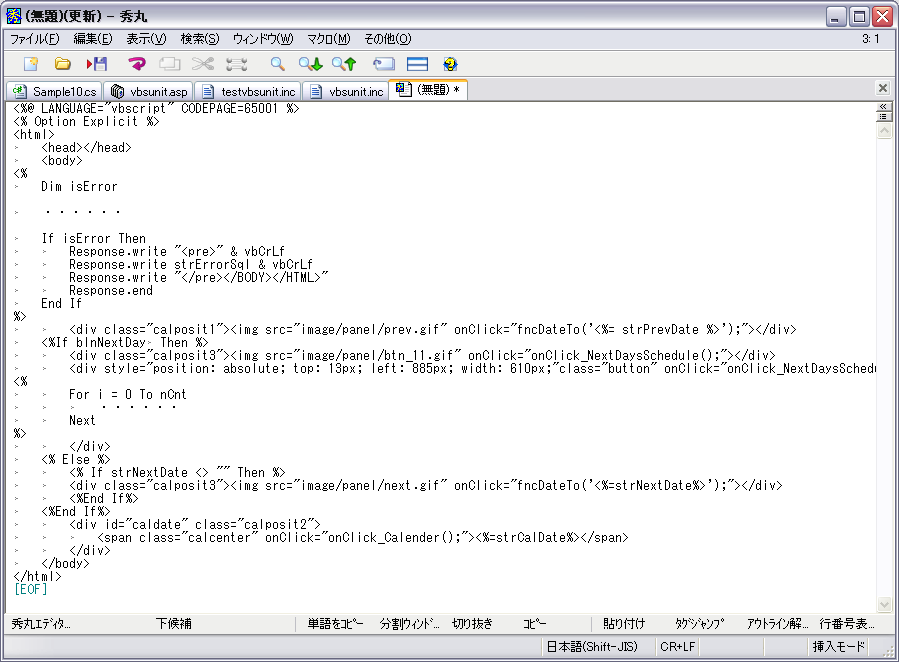 (無題)(更新) - 秀丸
ファイル(F) 編集(E) 表示(V) 検索(S) ウィンドウ(W) マクロ(M) その他(O) 3: 1
Sample10.cs vbsunit.asp testvbsunit.inc vbsunit.inc (無題) *
<%@ LANGUAGE="vbscript" CODEPAGE=65001 %>
<% Option Explicit %>
<html>
<head></head>
<body>
<%
Dim isError
・・・・・・
If isError Then
Response.write "<pre>" & vbCrLf
Response.write strErrorSql & vbCrLf
Response.write "</pre></BODY></HTML>"
Response.end
End If
%>
<div class="calposit1"><img src="image/panel/prev.gif" onClick="fncDateTo('<%= strPrevDate %>');"></div>
<%If blnNextDay Then %>
<div class="calposit3"><img src="image/panel/btn_11.gif" onClick="onClick_NextDaysSchedule();"></div>
<div style="position: absolute; top: 13px; left: 885px; width: 610px;"class="button" onClick="onClick_NextDaysSchedu
<%
For i = 0 To nCnt
・・・・・・
Next
%>
</div>
<% Else %>
<% If strNextDate <> "" Then %>
<div class="calposit3"><img src="image/panel/next.gif" onClick="fncDateTo('<%=strNextDate%>');"></div>
<%End If%>
<%End If%>
<div id="caldate" class="calposit2">
<span class="calcenter" onClick="onClick_Calender();"><%=strCalDate%></span>
</div>
</body>
</html>
[EOF]
秀丸ｴﾃﾞｨﾀ... 下候補 単語をｺﾋﾟｰ 分割ｳｨﾝﾄﾞ... 切り抜き ｺﾋﾟｰ 貼り付け ﾀｸﾞｼﾞｬﾝﾌﾟ ｱｳﾄﾗｲﾝ解... 行番号表...
日本語(Shift-JIS) CR+LF 挿入モード